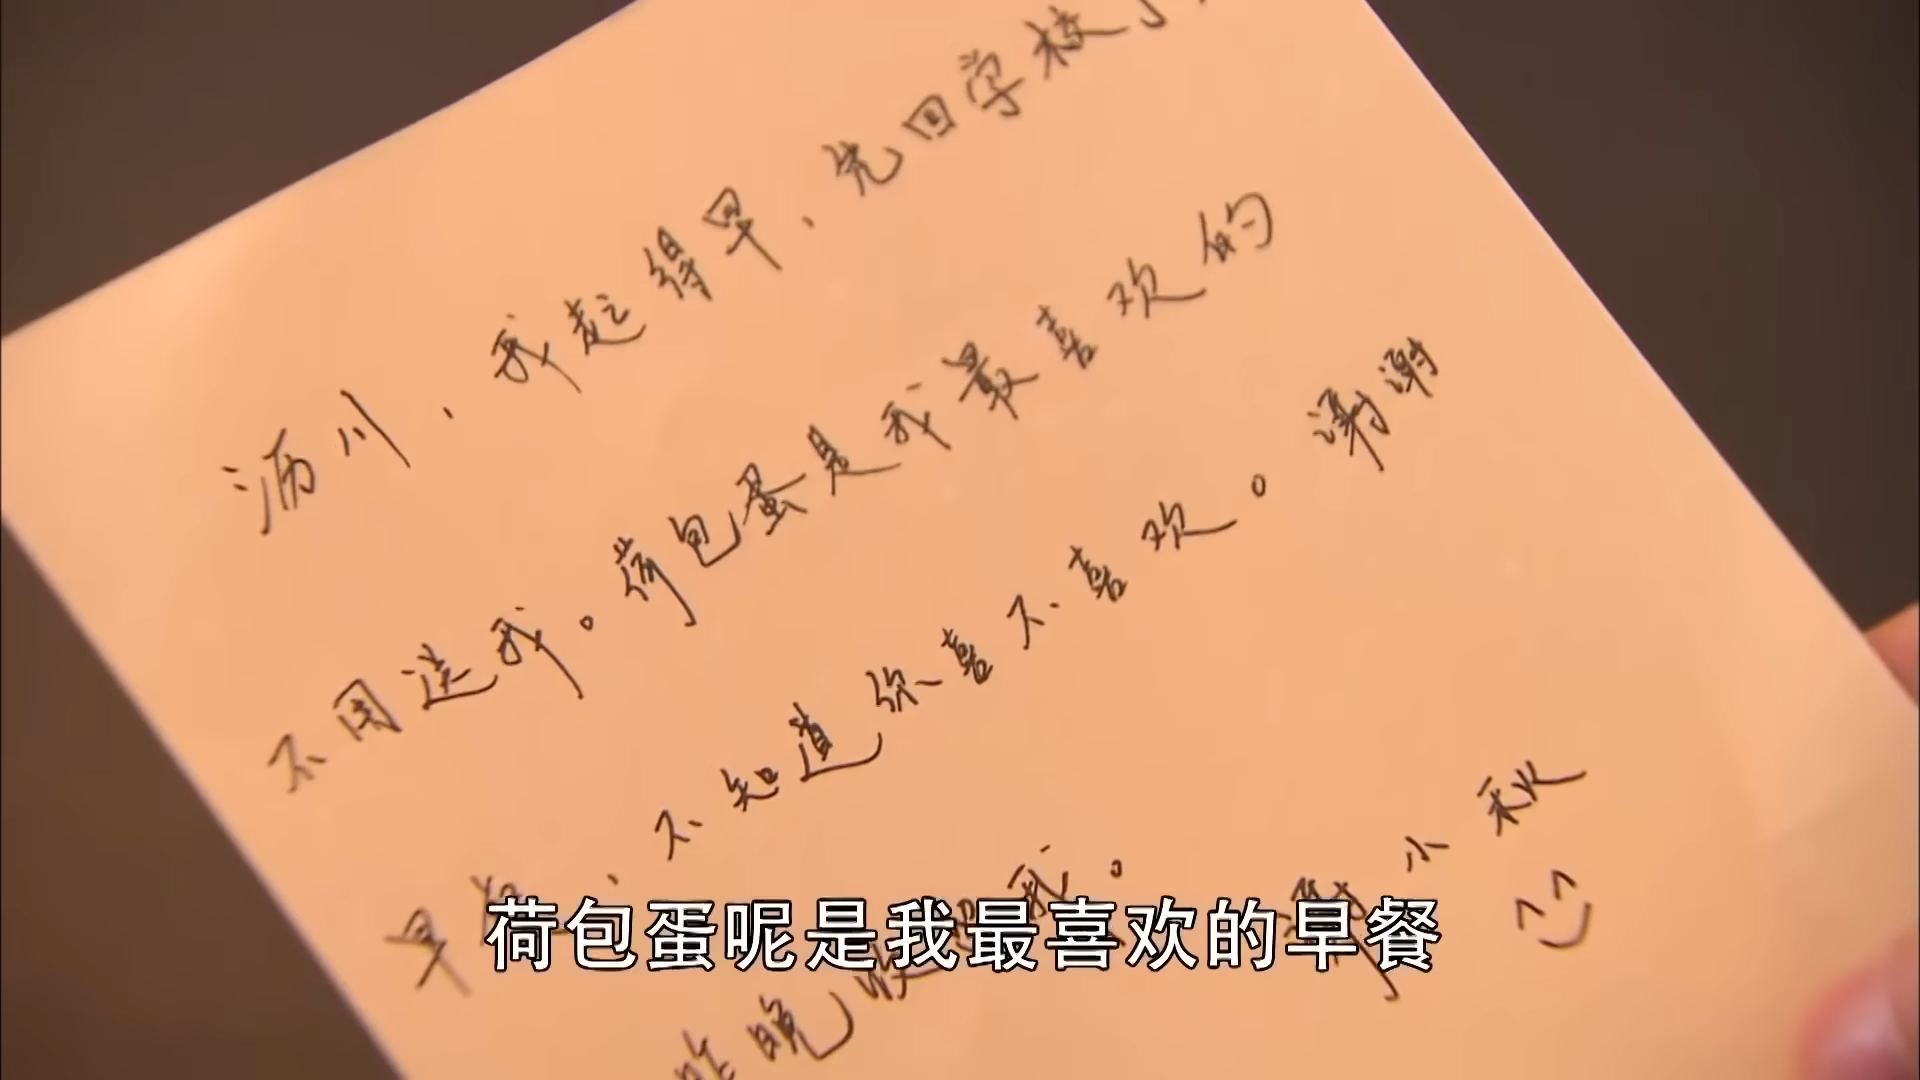 沥川、我起得早、先回学校了
不用送我。荷包蛋是我最喜欢的
早餐、不知道你喜不喜欢。谢谢
昨晚收留我。
谢小秋
荷包蛋呢是我最喜欢的早餐